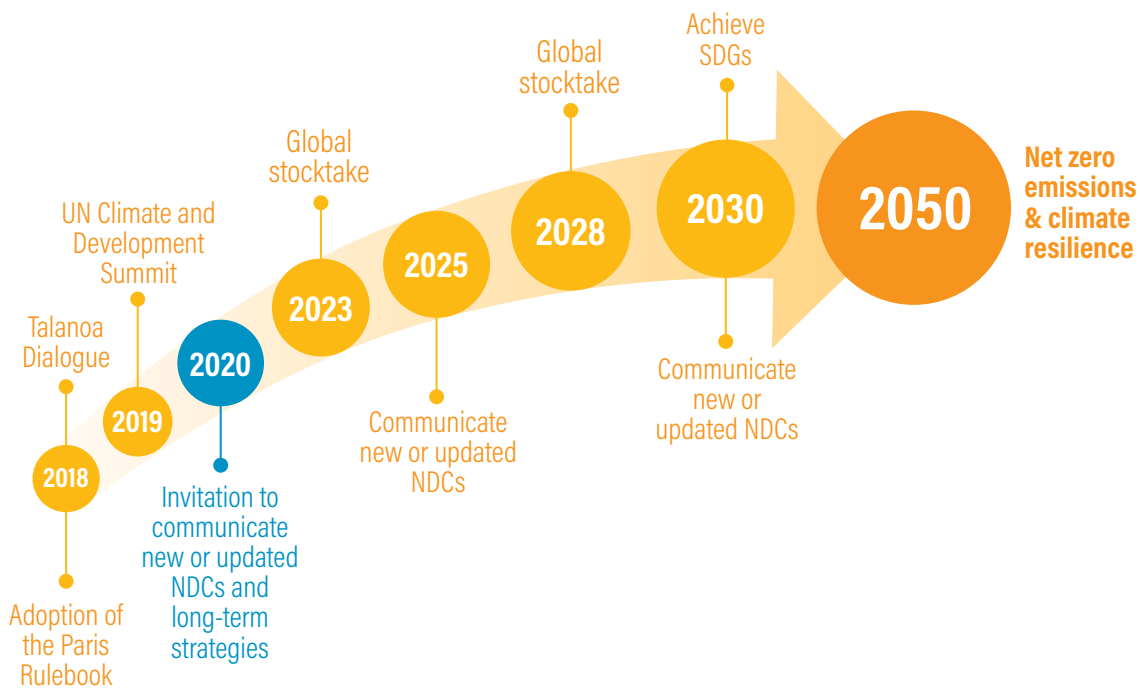 Talanoa
Dialogue
2018
Adoption of
the Paris
Rulebook
UN Climate and
Development
Summit
2019
2020
Invitation to
communicate
new or updated
NDCs and
long-term
strategies
Global
stocktake
2023
2025
Communicate
new or updated
NDCs
Global
stocktake
2028
Achieve
SDGs
2030
Communicate
new or
updated NDCs
2050
Net zero
emissions
& climate
resilience